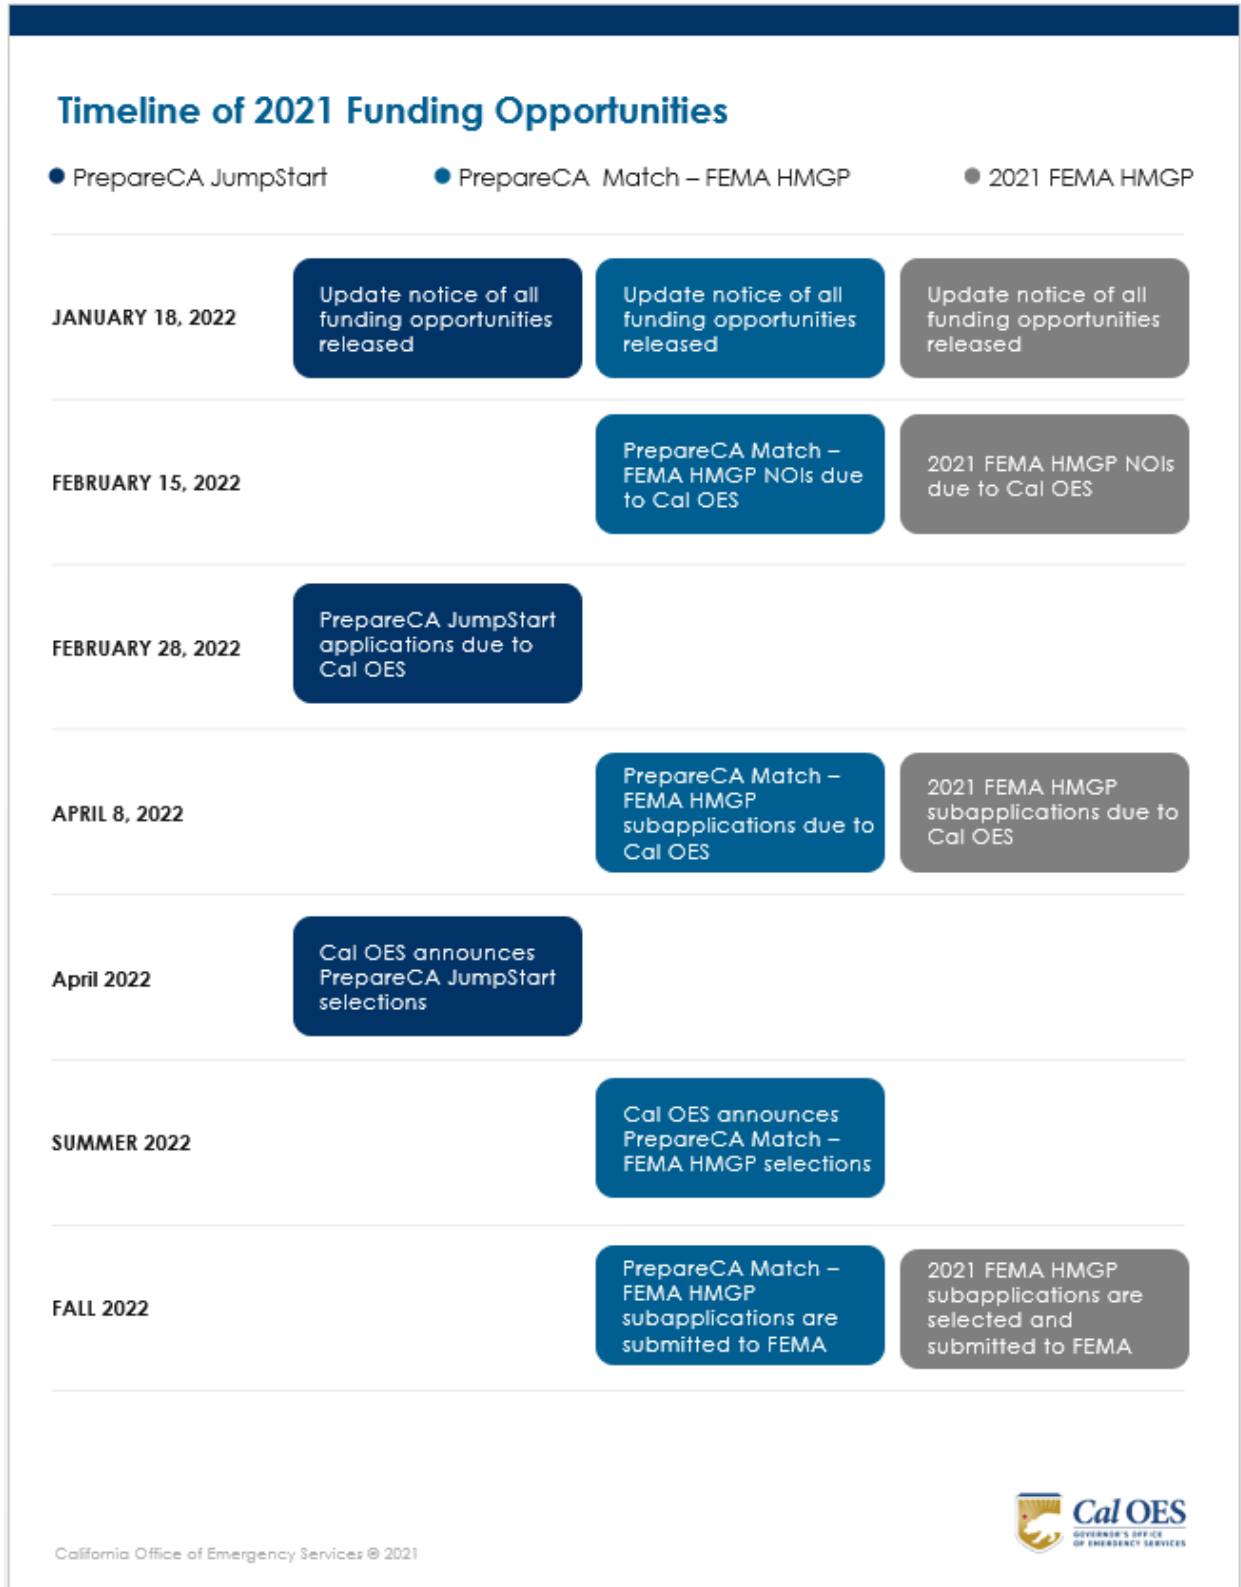 Timeline of 2021 Funding Opportunities
PrepareCA JumpStart
PrepareCA Match – FEMA HMGP
2021 FEMA HMGP
JANUARY 18, 2022
Update notice of all
funding opportunities
released
Update notice of all
funding opportunities
released
Update notice of all
funding opportunities
released
FEBRUARY 15, 2022
PrepareCA Match –
FEMA HMGP NOIs due
to Cal OES
2021 FEMA HMGP NOIs
due to Cal OES
FEBRUARY 28, 2022
PrepareCA JumpStart
applications due to
Cal OES
APRIL 8, 2022
PrepareCA Match –
FEMA HMGP
subapplications due to
Cal OES
2021 FEMA HMGP
subapplications due to
Cal OES
April 2022
Cal OES announces
PrepareCA JumpStart
selections
SUMMER 2022
Cal OES announces
PrepareCA Match –
FEMA HMGP selections
FALL 2022
PrepareCA Match –
FEMA HMGP
subapplications are
submitted to FEMA
2021 FEMA HMGP
subapplications are
selected and
submitted to FEMA
Cal OES
GOVERNOR'S OFFICE
OF EMERGENCY SERVICES
California Office of Emergency Services © 2021